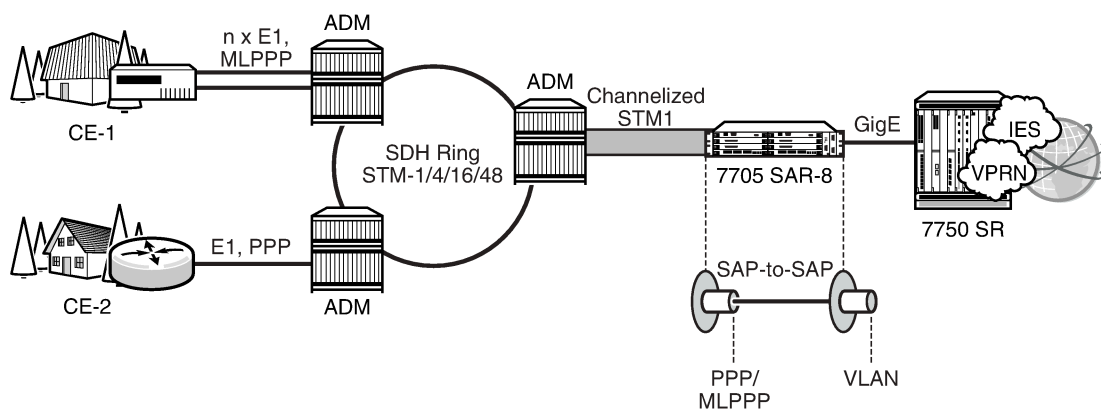 ADM
n x E1,
MLPPP
CE-1
ADM
Channelized
STM1
SDH Ring
STM-1/4/16/48
7705 SAR-8
GigE
IES
VPRN
7750 SR
E1, PPP
CE-2
ADM
SAP-to-SAP
PPP/
MLPPP
VLAN